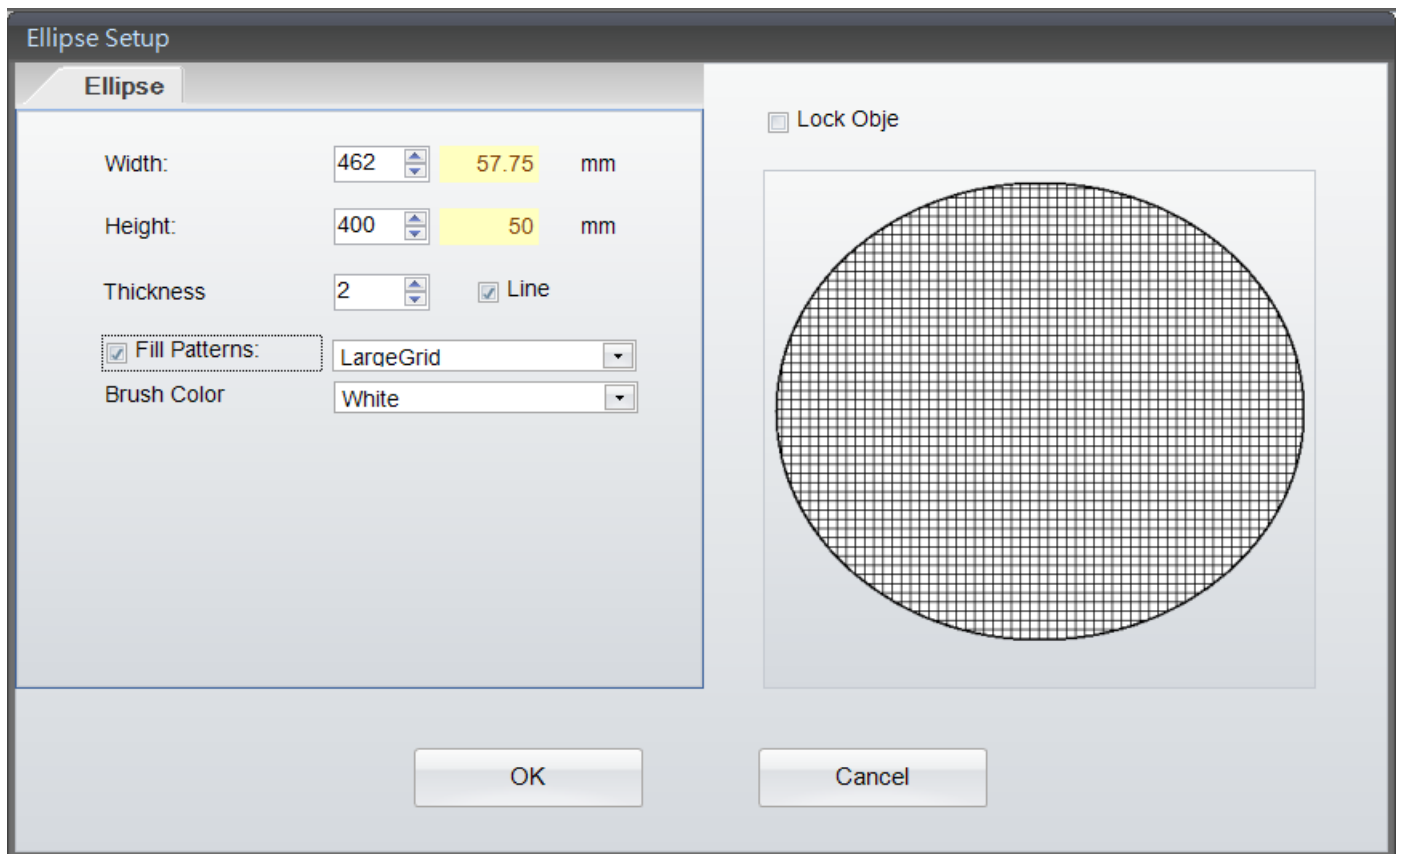 Ellipse Setup
Ellipse
Lock Obje
Width: 462 57.75 mm
Height: 400 50 mm
Thickness 2 Line
Fill Patterns: LargeGrid
Brush Color White
OK Cancel